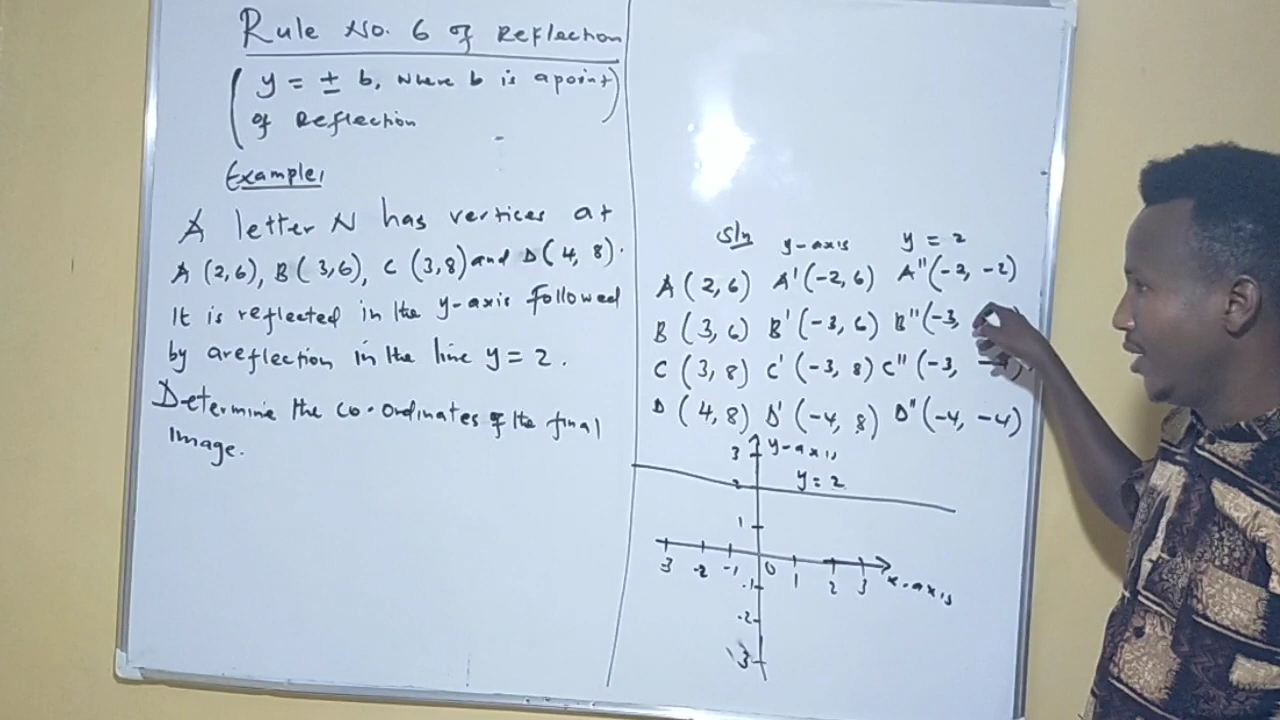 Rule No. 6 of Reflection
(y = ± b, where b is a point
of Reflection)
Example,
A letter N has vertices at
A (2,6), B( 3,6), C (3,8) and D( 4, 8).
It is reflected in the y-axis followed
by a reflection in the line y = 2.
Determine the co-ordinates of the final
Image.
Sln y-axis y = 2
A (2,6) A'(-2,6) A"(-2, -2)
B (3,6) B'(-3, 6) B"(-3,
C (3,8) C'(-3, 8) C" (-3,
D (4,8) D'(-4, 8) D"(-4, -4)
3 y-axis
2 y = 2
1
3 -2 -1 0 1 2 3 x-axis
-1
-2
3